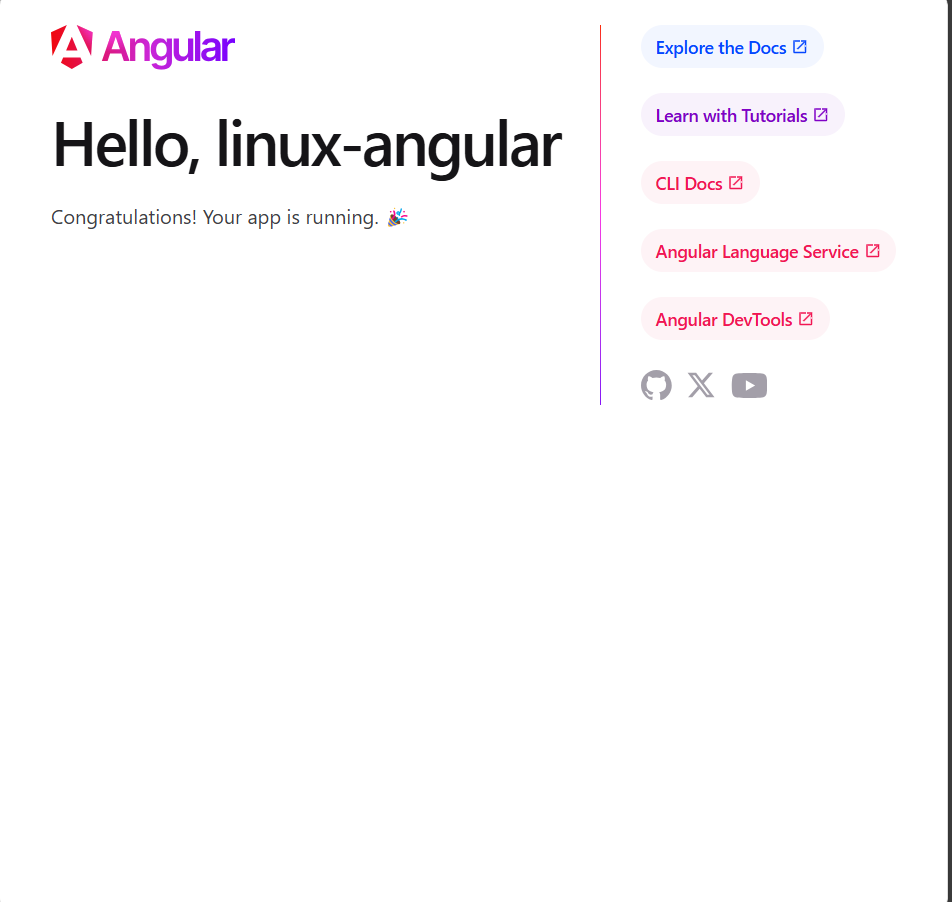 Angular
Hello, linux-angular
Congratulations! Your app is running. 🎉
Explore the Docs
Learn with Tutorials
CLI Docs
Angular Language Service
Angular DevTools